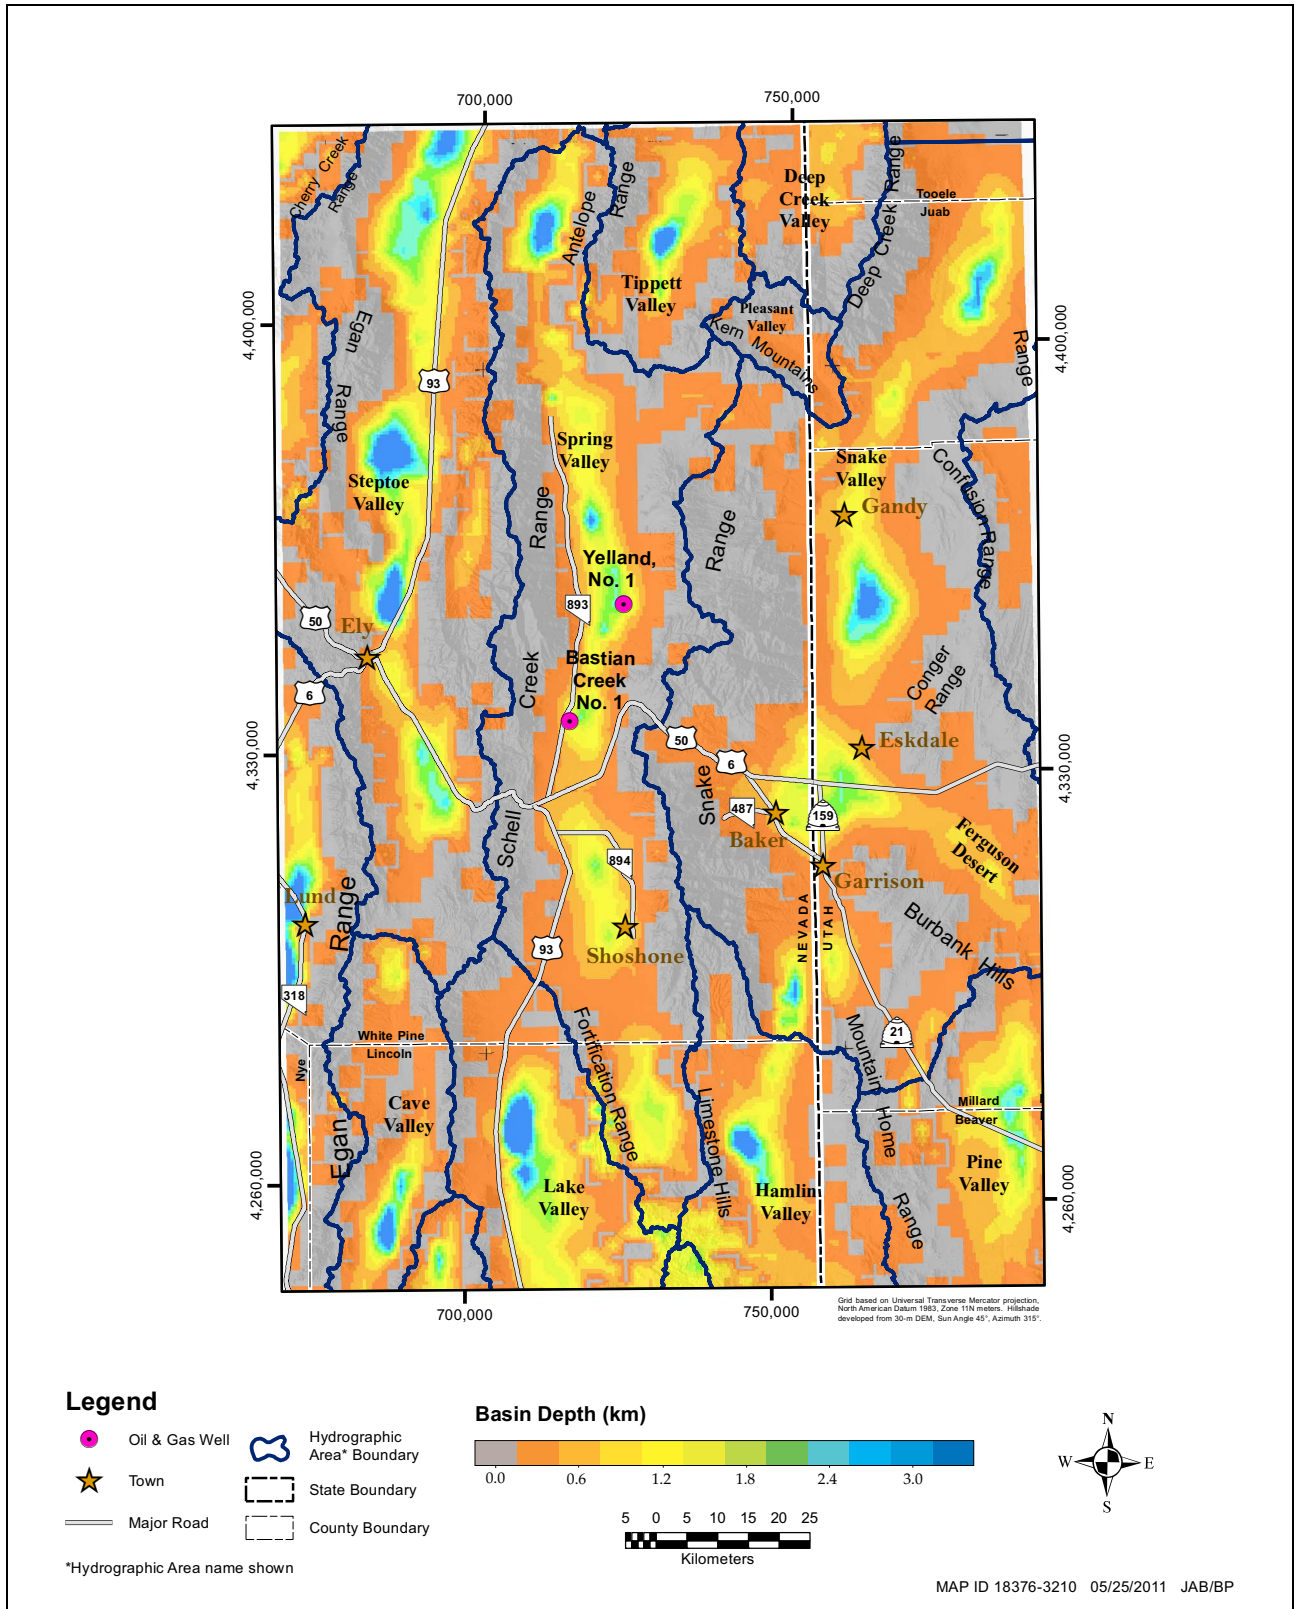 700,000
750,000
Cherry Creek
Range
Antelope
Range
Deep
Creek
Valley
Deep Creek Range
Tooele
Juab
Tippett
Valley
Pleasant
Valley
Kern Mountains
4,400,000
4,400,000
Egan
Range
Range
93
Spring
Valley
Steptoe
Valley
Snake
Valley
Gandy
Confusion Range
Range
Range
Yelland,
No. 1
893
50
Ely
6
Bastian
Creek
No. 1
Creek
Conger
Range
50
6
Eskdale
4,330,000
4,330,000
Snake
487
159
Baker
Schell
894
Ferguson
Desert
Garrison
Lund
Range
NEVADA
UTAH
Burbank Hills
Shoshone
93
318
21
White Pine
Lincoln
Nye
Fortification Range
Mountain
Home
Range
Cave
Valley
Limestone Hills
Millard
Beaver
Egan
Lake
Valley
Hamlin
Valley
Pine
Valley
4,260,000
4,260,000
700,000
750,000
Grid based on Universal Transverse Mercator projection,
North American Datum 1983, Zone 11N meters. Hillshade
developed from 30-m DEM, Sun Angle 45°, Azimuth 315°.
Legend
Oil & Gas Well
Town
Major Road
Hydrographic
Area* Boundary
State Boundary
County Boundary
*Hydrographic Area name shown
Basin Depth (km)
0.0 0.6 1.2 1.8 2.4 3.0
5 0 5 10 15 20 25
Kilometers
N
W E
S
MAP ID 18376-3210 05/25/2011 JAB/BP